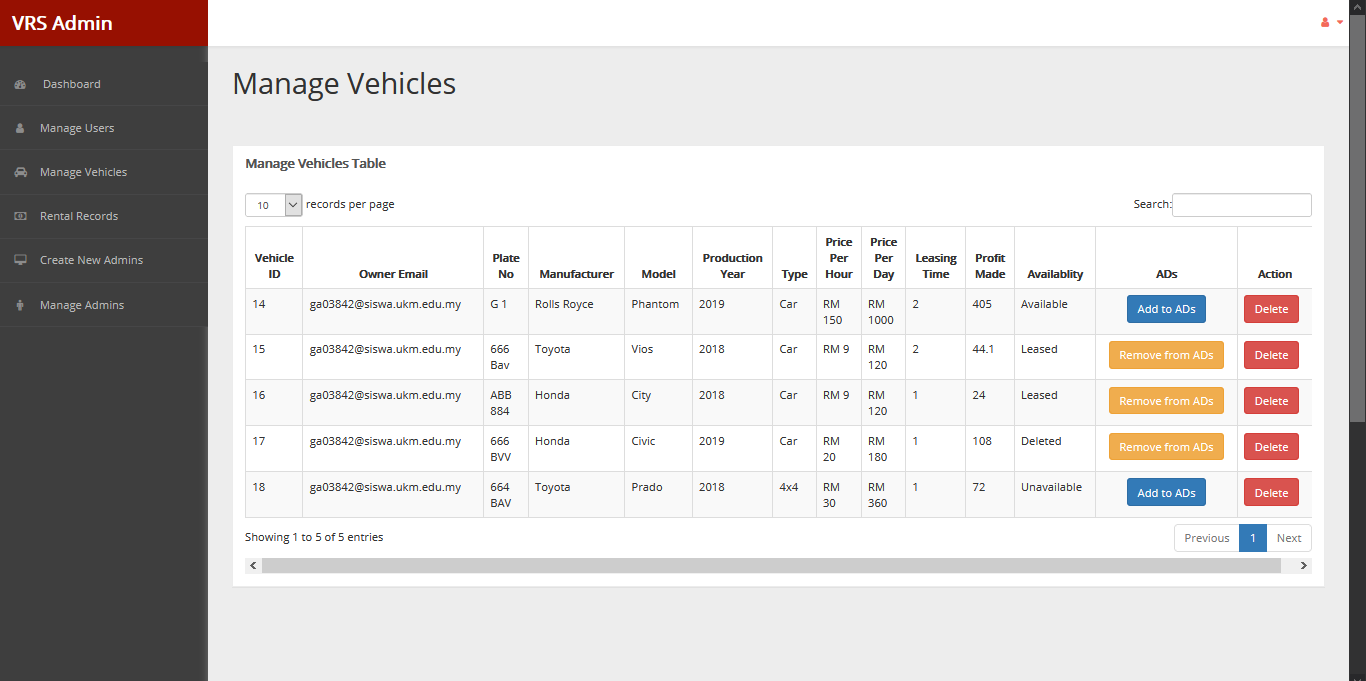 VRS Admin
Dashboard
Manage Users
Manage Vehicles
Rental Records
Create New Admins
Manage Admins
Manage Vehicles
Manage Vehicles Table
10 records per page Search:
Vehicle ID Owner Email Plate No Manufacturer Model Production Year Type Price Per Hour Price Per Day Leasing Time Profit Made Availablity ADs Action
14 ga03842@siswa.ukm.edu.my G 1 Rolls Royce Phantom 2019 Car RM 150 RM 1000 2 405 Available Add to ADs Delete
15 ga03842@siswa.ukm.edu.my 666 Bav Toyota Vios 2018 Car RM 9 RM 120 2 44.1 Leased Remove from ADs Delete
16 ga03842@siswa.ukm.edu.my ABB 884 Honda City 2018 Car RM 9 RM 120 1 24 Leased Remove from ADs Delete
17 ga03842@siswa.ukm.edu.my 666 BVV Honda Civic 2019 Car RM 20 RM 180 1 108 Deleted Remove from ADs Delete
18 ga03842@siswa.ukm.edu.my 664 BAV Toyota Prado 2018 4x4 RM 30 RM 360 1 72 Unavailable Add to ADs Delete
Showing 1 to 5 of 5 entries Previous 1 Next